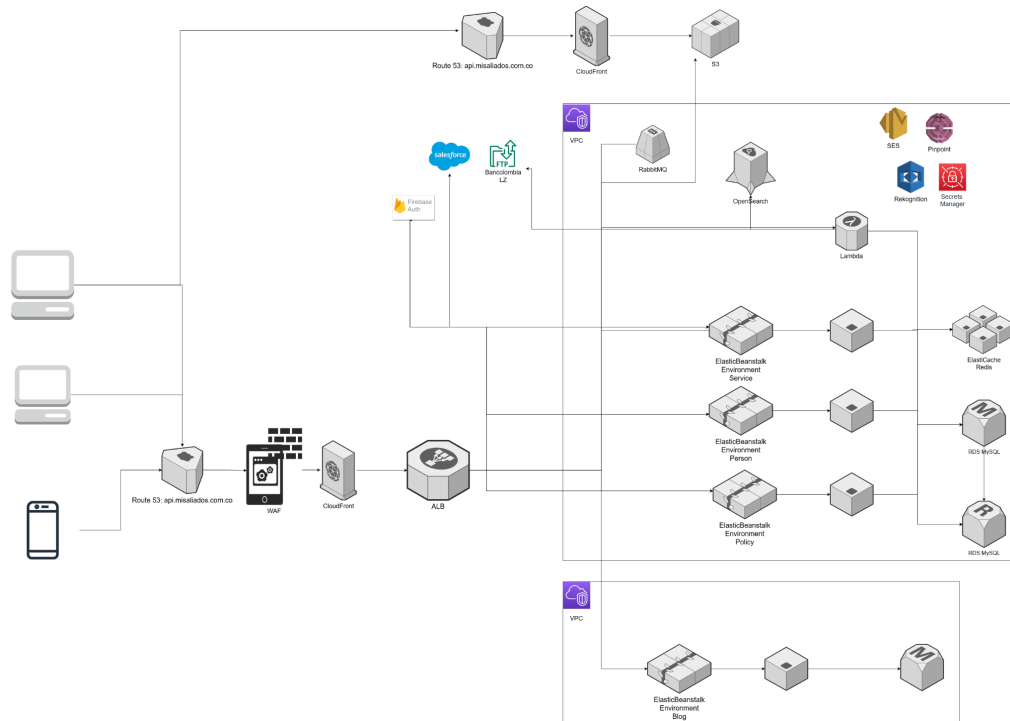 Route 53: api.misaliados.com.co
CloudFront
S3
VPC
RabbitMQ
OpenSearch
SES
Pinpoint
Rekognition
Secrets
Manager
salesforce
FTP
Bancolombia
LZ
Firebase
Auth
Lambda
ElasticBeanstalk
Environment
Service
ElastiCache
Redis
ElasticBeanstalk
Environment
Person
M
RDS MySQL
Route 53: api.misaliados.com.co
WAF
CloudFront
ALB
ElasticBeanstalk
Environment
Policy
R
RDS MySQL
VPC
ElasticBeanstalk
Environment
Blog
M